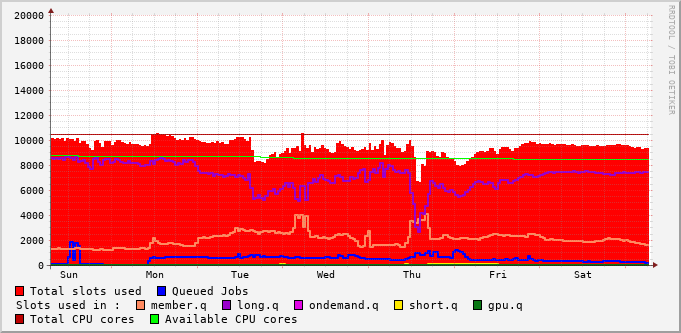 20000
18000
16000
14000
12000
10000
8000
6000
4000
2000
0
Sun Mon Tue Wed Thu Fri Sat
RRDTOOL / TOBI OETIKER
Total slots used Queued Jobs
Slots used in : member.q long.q ondemand.q short.q gpu.q
Total CPU cores Available CPU cores